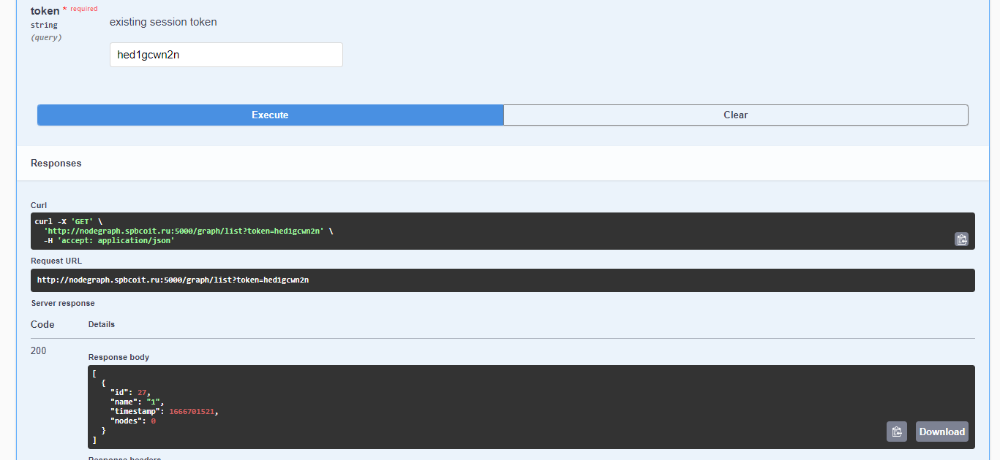 token * required
string
(query)
existing session token
hed1gcwn2n
Execute
Clear
Responses
Curl
curl -X 'GET' \
'http://nodegraph.spbcoit.ru:5000/graph/list?token=hed1gcwn2n' \
-H 'accept: application/json'
Request URL
http://nodegraph.spbcoit.ru:5000/graph/list?token=hed1gcwn2n
Server response
Code
Details
200
Response body
[
{
"id": 27,
"name": "1",
"timestamp": 1666701521,
"nodes": 0
}
]
Download
Response headers